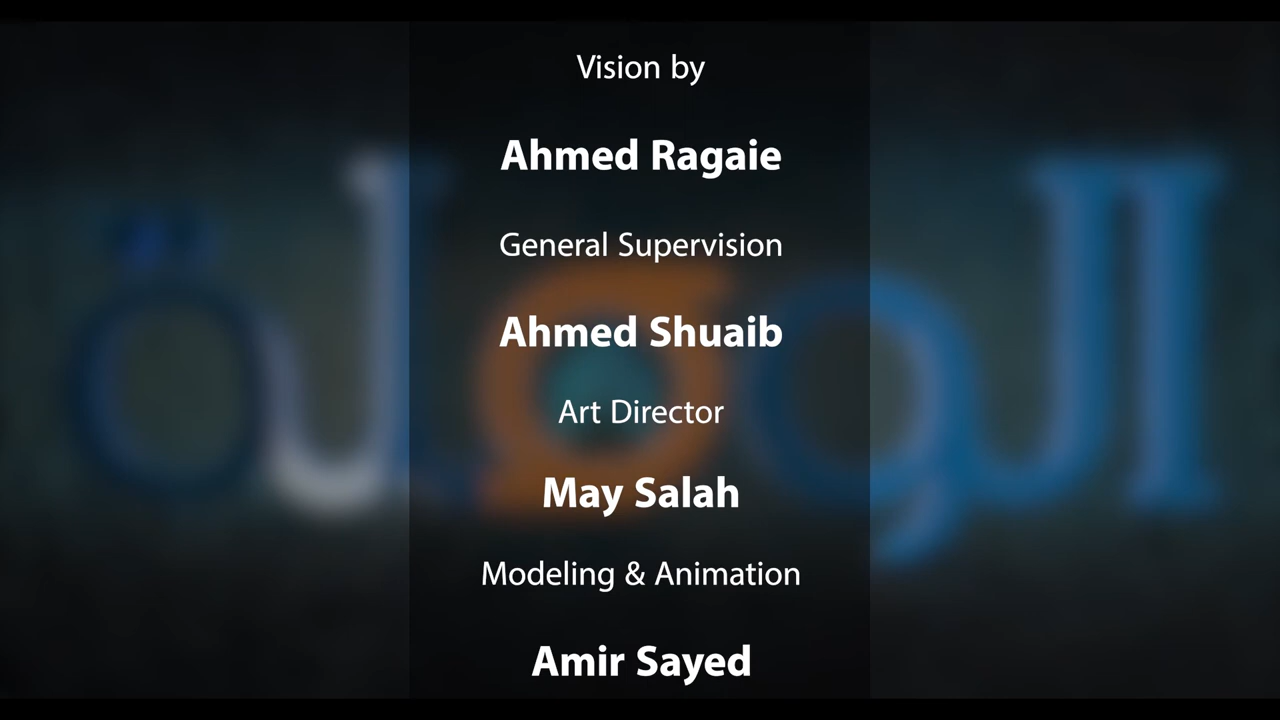 Vision by
Ahmed Ragaie
General Supervision
Ahmed Shuaib
Art Director
May Salah
Modeling & Animation
Amir Sayed